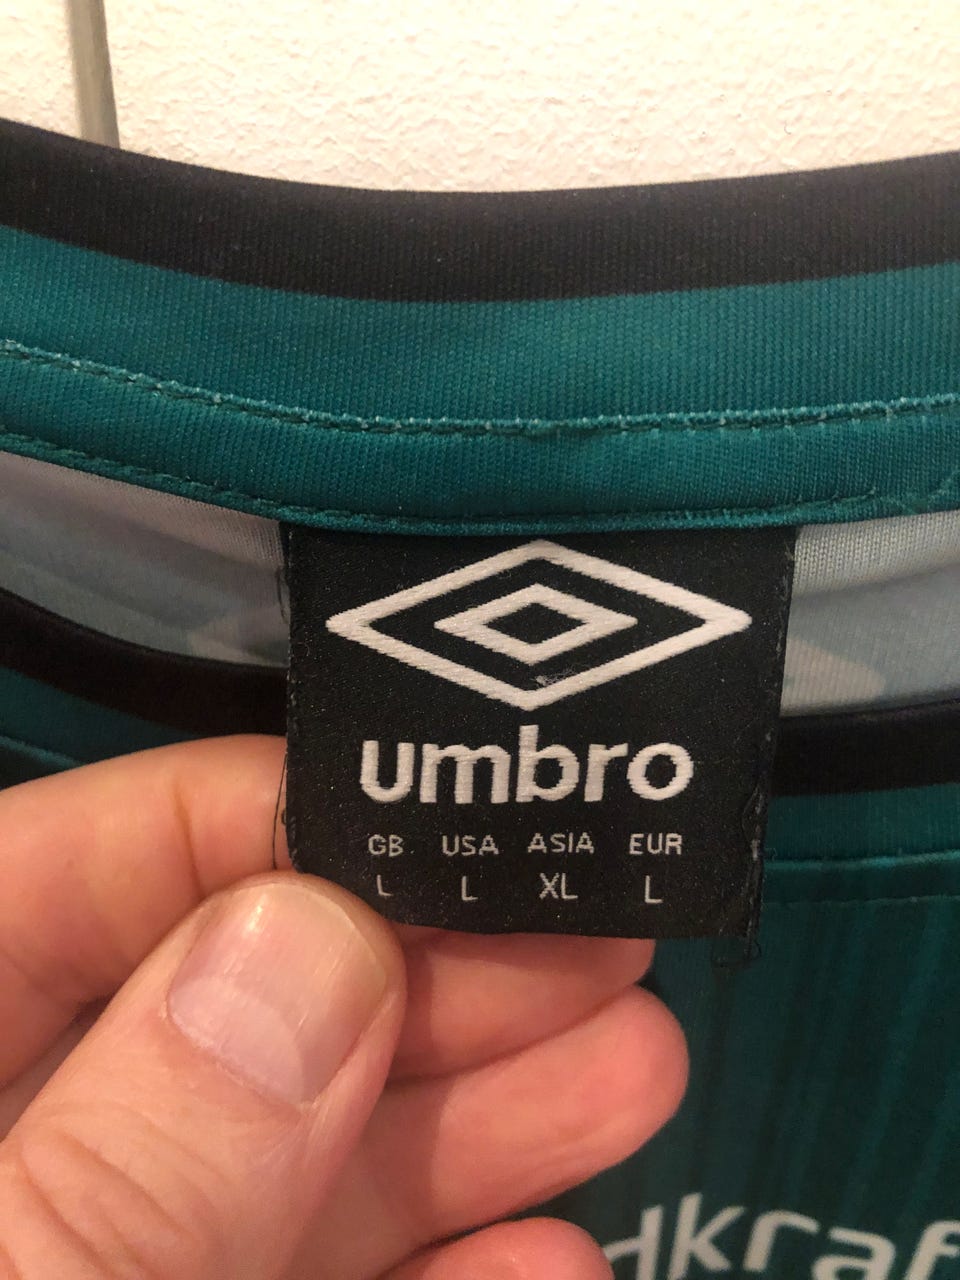 umbro
GB USA ASIA EUR
L L XL L
dkraf